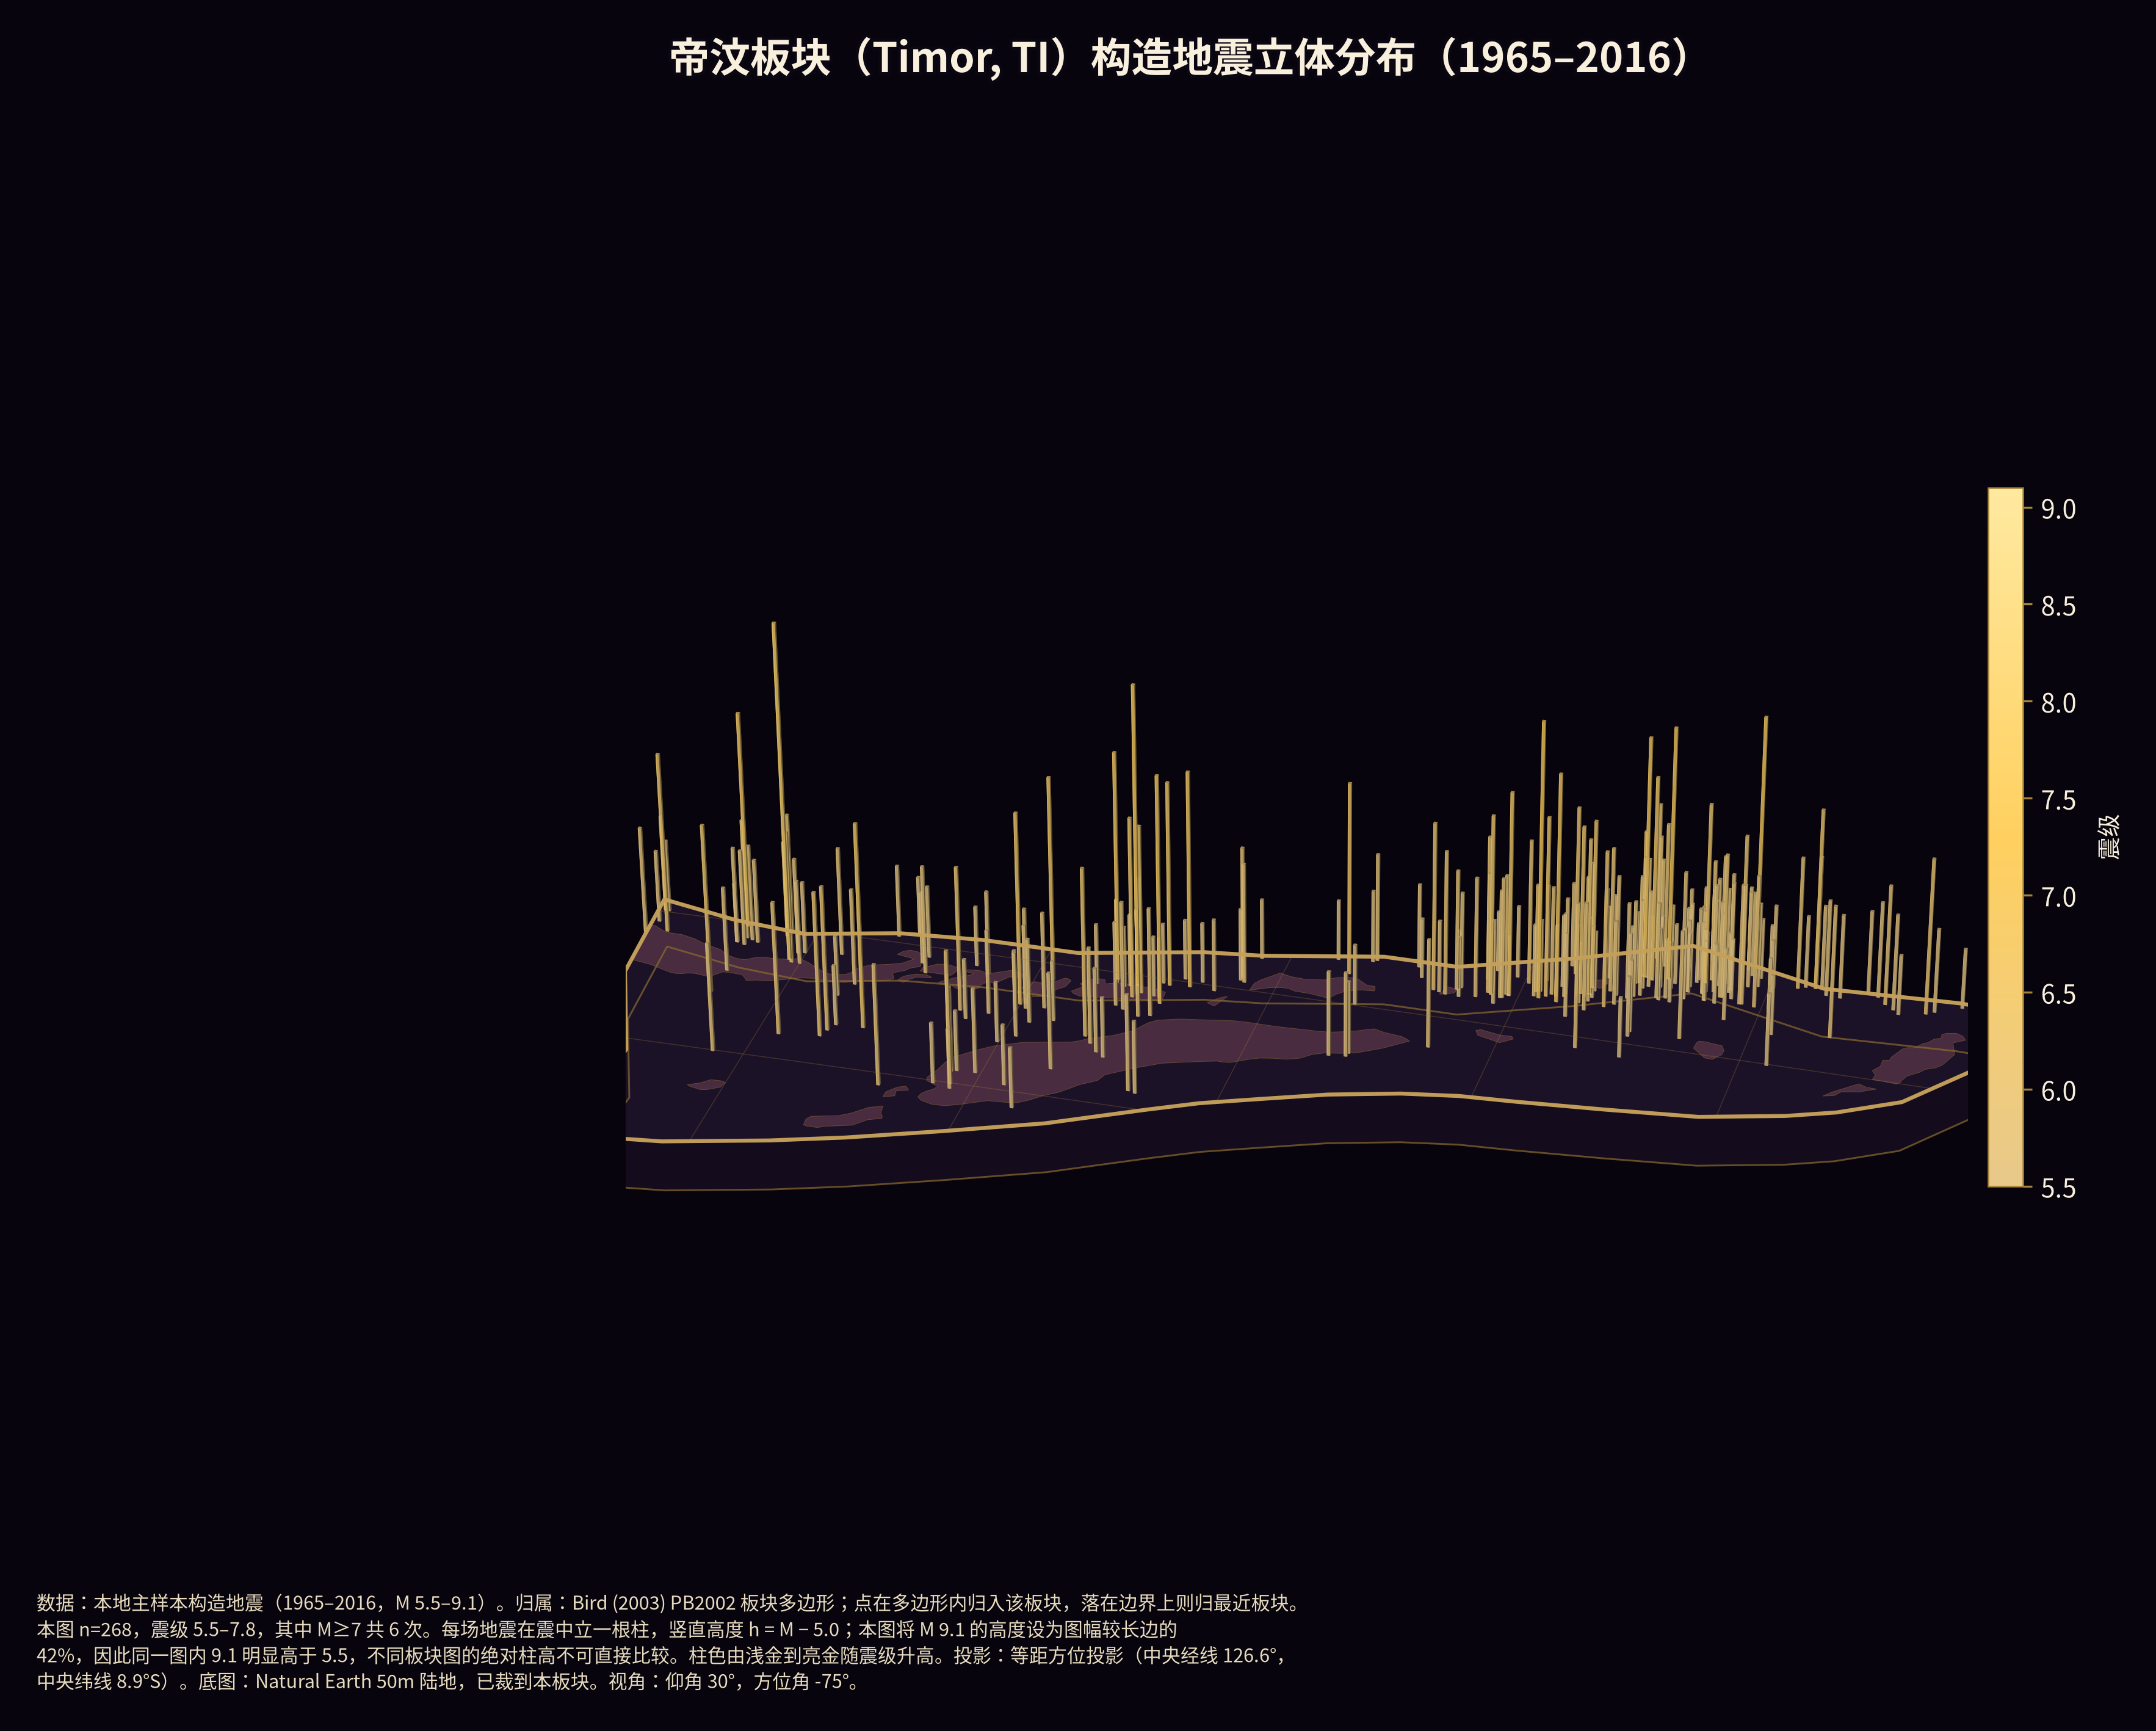 帝汶板块（Timor, TI）构造地震立体分布（1965–2016）
9.0
8.5
8.0
7.5
7.0
6.5
6.0
5.5
震级
数据：本地主样本构造地震（1965–2016，M 5.5–9.1）。归属：Bird (2003) PB2002 板块多边形；点在多边形内归入该板块，落在边界上则归最近板块。
本图 n=268，震级 5.5–7.8，其中 M≥7 共 6 次。每场地震在震中立一根柱，竖直高度 h = M − 5.0；本图将 M 9.1 的高度设为图幅较长边的
42%，因此同一图内 9.1 明显高于 5.5，不同板块图的绝对柱高不可直接比较。柱色由浅金到亮金随震级升高。投影：等距方位投影（中央经线 126.6°，
中央纬线 8.9°S）。底图：Natural Earth 50m 陆地，已裁到本板块。视角：仰角 30°，方位角 -75°。